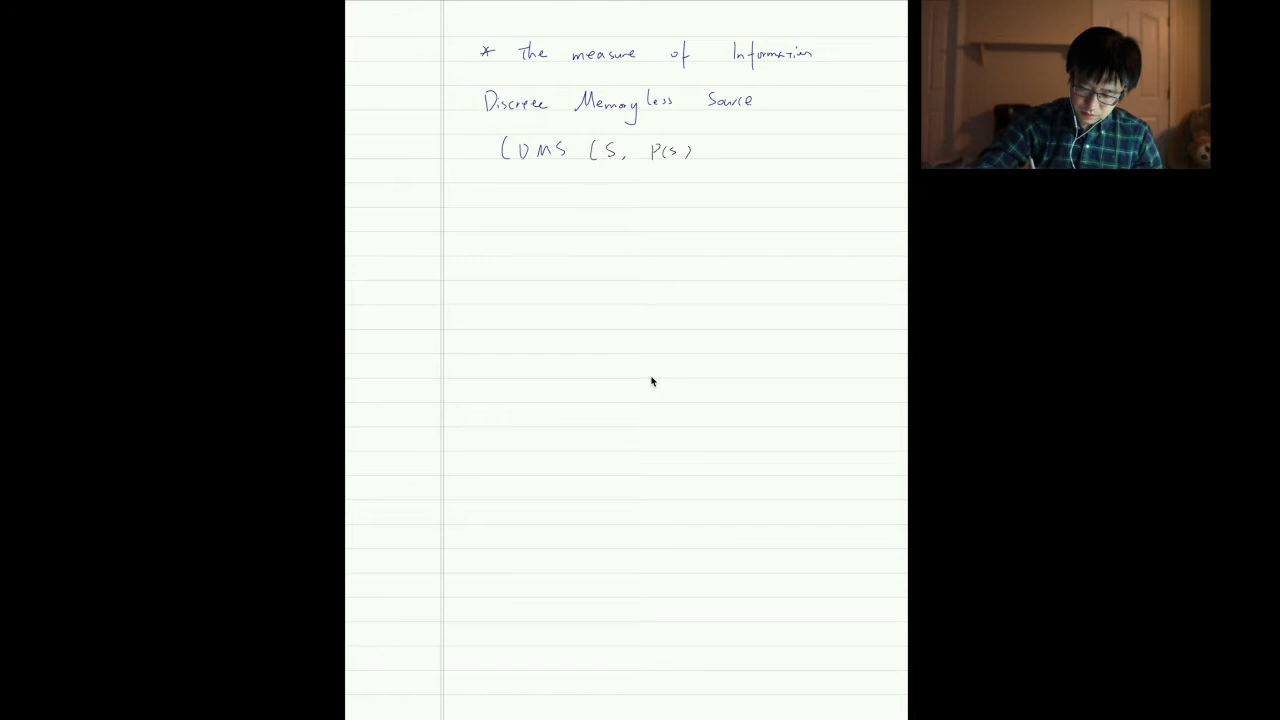 * The measure of Information
Discrete Memoryless Source
(DMS (S, P(s)